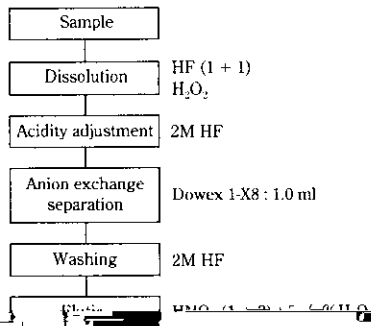 Sample
Dissolution
HF (1 + 1)
H₂O₂
Acidity adjustment
2M HF
Anion exchange
separation
Dowex 1-X8 : 1.0 ml
Washing
2M HF